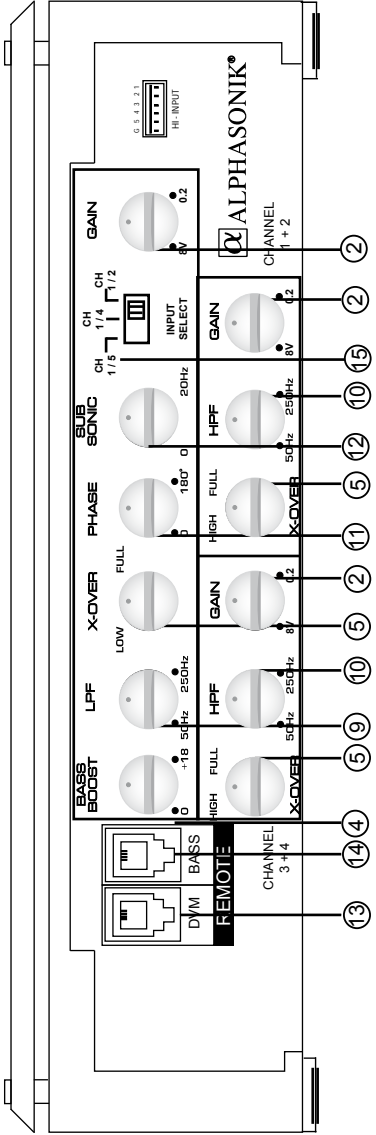 BASS
BOOST
0 +18
LPF
50Hz 250Hz
X-OVER
LOW FULL
PHASE
0 180°
SUB
SONIC
0 20Hz
CH
1 / 5
CH
1 / 4
CH
1 / 2
INPUT
SELECT
GAIN
8V 0.2
G 5 4 3 2 1
HI - INPUT
DVM BASS
REMOTE
CHANNEL
3 + 4
HIGH FULL
X-OVER
HPF
50Hz 250Hz
GAIN
8V 0.2
HIGH FULL
X-OVER
HPF
50Hz 250Hz
GAIN
8V 0.2
α ALPHASONIK®
CHANNEL
1 + 2
13 14 4 5 9 10 5 2 11 5 12 10 15 2 2